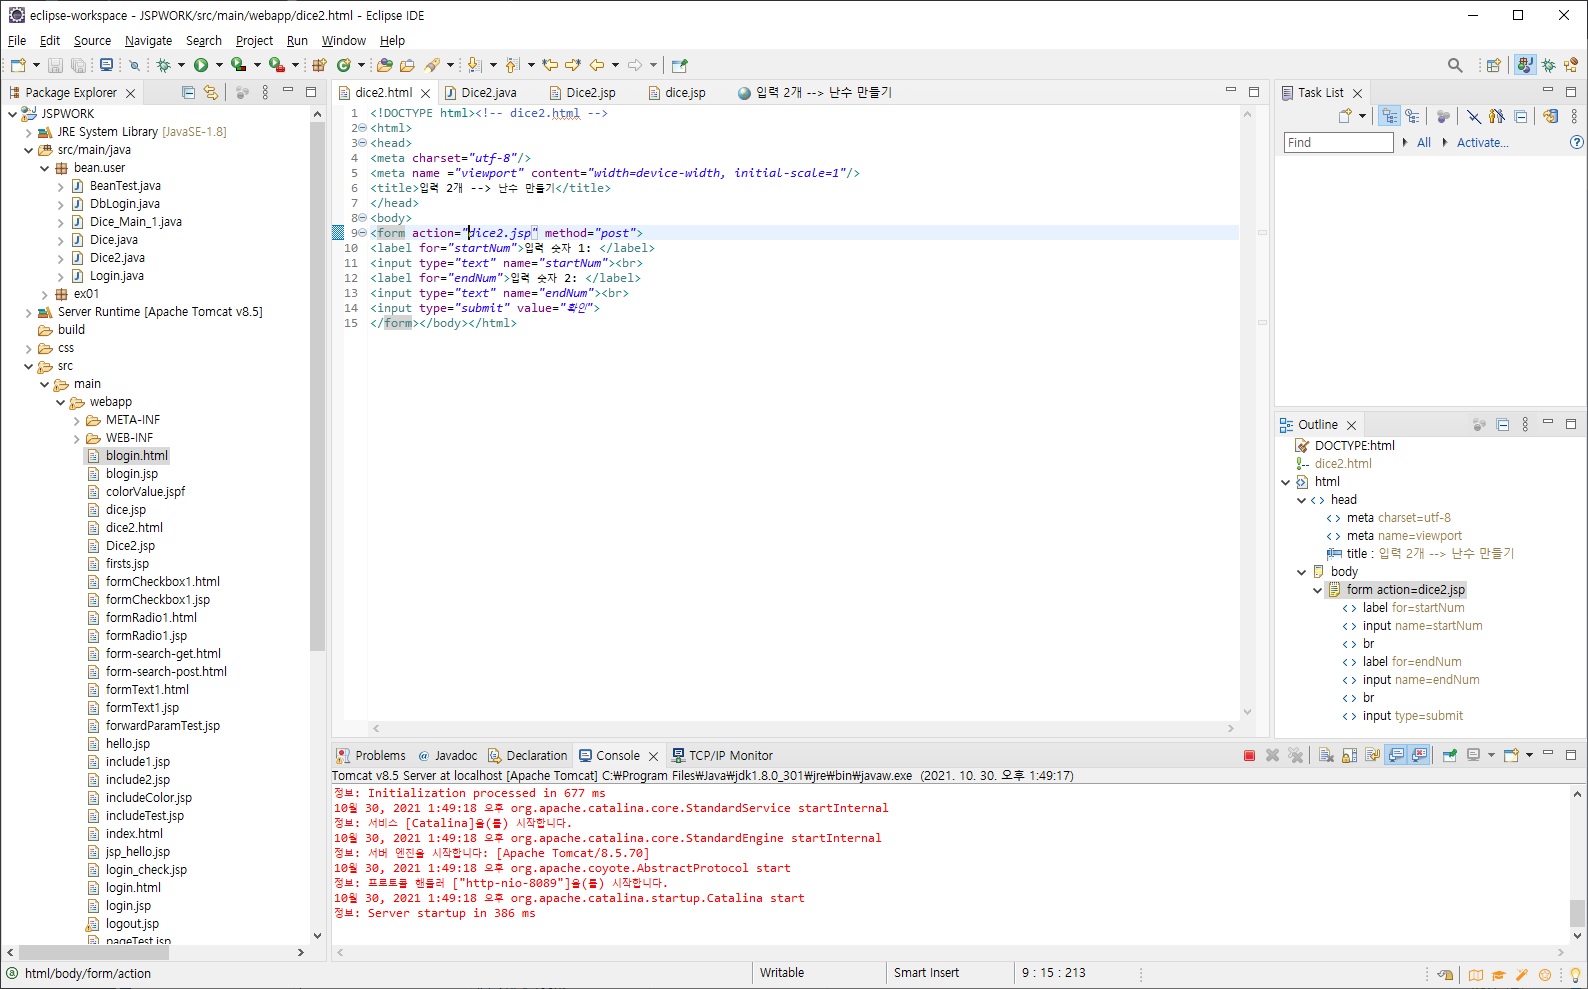 eclipse-workspace - JSPWORK/src/main/webapp/dice2.html - Eclipse IDE
File Edit Source Navigate Search Project Run Window Help
Package Explorer
JSPWORK
JRE System Library [JavaSE-1.8]
src/main/java
bean.user
BeanTest.java
DbLogin.java
Dice_Main_1.java
Dice.java
Dice2.java
Login.java
ex01
Server Runtime [Apache Tomcat v8.5]
build
css
src
main
webapp
META-INF
WEB-INF
blogin.html
blogin.jsp
colorValue.jspf
dice.jsp
dice2.html
Dice2.jsp
firsts.jsp
formCheckbox1.html
formCheckbox1.jsp
formRadio1.html
formRadio1.jsp
form-search-get.html
form-search-post.html
formText1.html
formText1.jsp
forwardParamTest.jsp
hello.jsp
include1.jsp
include2.jsp
includeColor.jsp
includeTest.jsp
index.html
jsp_hello.jsp
login_check.jsp
login.html
login.jsp
logout.jsp
pageTest.jsp
dice2.html Dice2.java Dice2.jsp dice.jsp 입력 2개 --> 난수 만들기
1 <!DOCTYPE html><!-- dice2.html -->
2 <html>
3 <head>
4 <meta charset="utf-8"/>
5 <meta name ="viewport" content="width=device-width, initial-scale=1"/>
6 <title>입력 2개 --> 난수 만들기</title>
7 </head>
8 <body>
9 <form action="dice2.jsp" method="post">
10 <label for="startNum">입력 숫자 1: </label>
11 <input type="text" name="startNum"><br>
12 <label for="endNum">입력 숫자 2: </label>
13 <input type="text" name="endNum"><br>
14 <input type="submit" value="확인">
15 </form></body></html>
Task List
Find All Activate...
Outline
DOCTYPE:html
dice2.html
html
head
meta charset=utf-8
meta name=viewport
title : 입력 2개 --> 난수 만들기
body
form action=dice2.jsp
label for=startNum
input name=startNum
br
label for=endNum
input name=endNum
br
input type=submit
Problems @ Javadoc Declaration Console TCP/IP Monitor
Tomcat v8.5 Server at localhost [Apache Tomcat] C:₩Program Files₩Java₩jdk1.8.0_301₩jre₩bin₩javaw.exe (2021. 10. 30. 오후 1:49:17)
정보: Initialization processed in 677 ms
10월 30, 2021 1:49:18 오후 org.apache.catalina.core.StandardService startInternal
정보: 서비스 [Catalina]을(를) 시작합니다.
10월 30, 2021 1:49:18 오후 org.apache.catalina.core.StandardEngine startInternal
정보: 서버 엔진을 시작합니다: [Apache Tomcat/8.5.70]
10월 30, 2021 1:49:18 오후 org.apache.coyote.AbstractProtocol start
정보: 프로토콜 핸들러 ["http-nio-8089"]을(를) 시작합니다.
10월 30, 2021 1:49:18 오후 org.apache.catalina.startup.Catalina start
정보: Server startup in 386 ms
html/body/form/action Writable Smart Insert 9 : 15 : 213